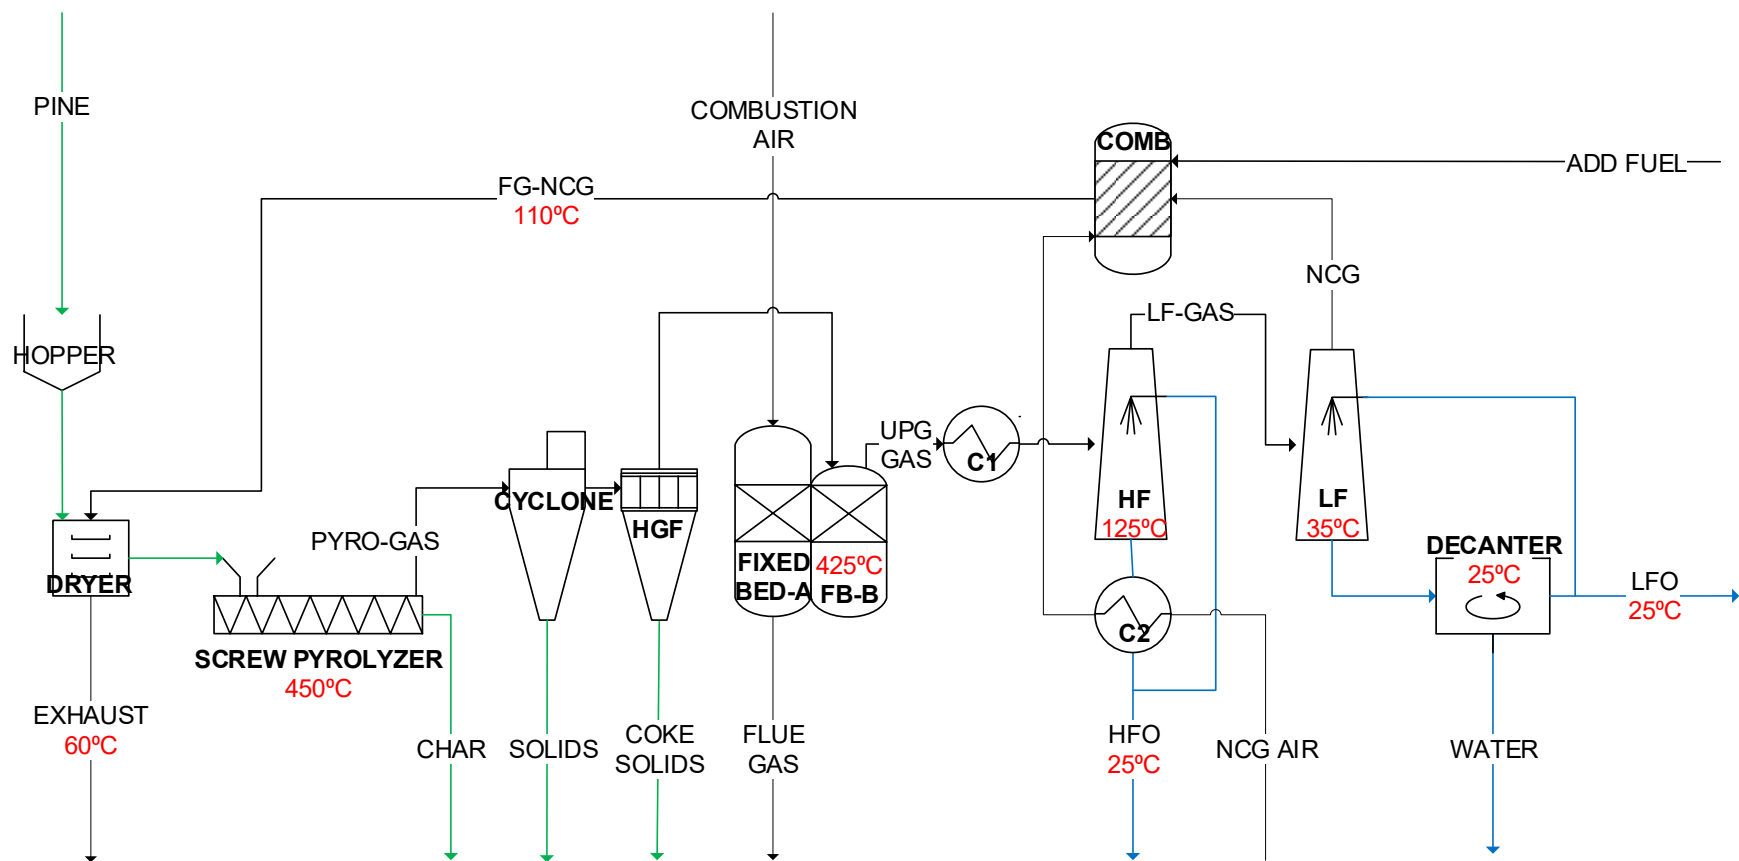 PINE
COMBUSTION
AIR
COMB
ADD FUEL
FG-NCG
110ºC
NCG
LF-GAS
HOPPER
UPG
GAS
C1
CYCLONE
HGF
HF
125ºC
LF
35ºC
PYRO-GAS
DRYER
FIXED
BED-A
425ºC
FB-B
DECANTER
25ºC
LFO
25ºC
C2
SCREW PYROLYZER
450ºC
EXHAUST
60ºC
CHAR
SOLIDS
COKE
SOLIDS
FLUE
GAS
HFO
25ºC
NCG AIR
WATER